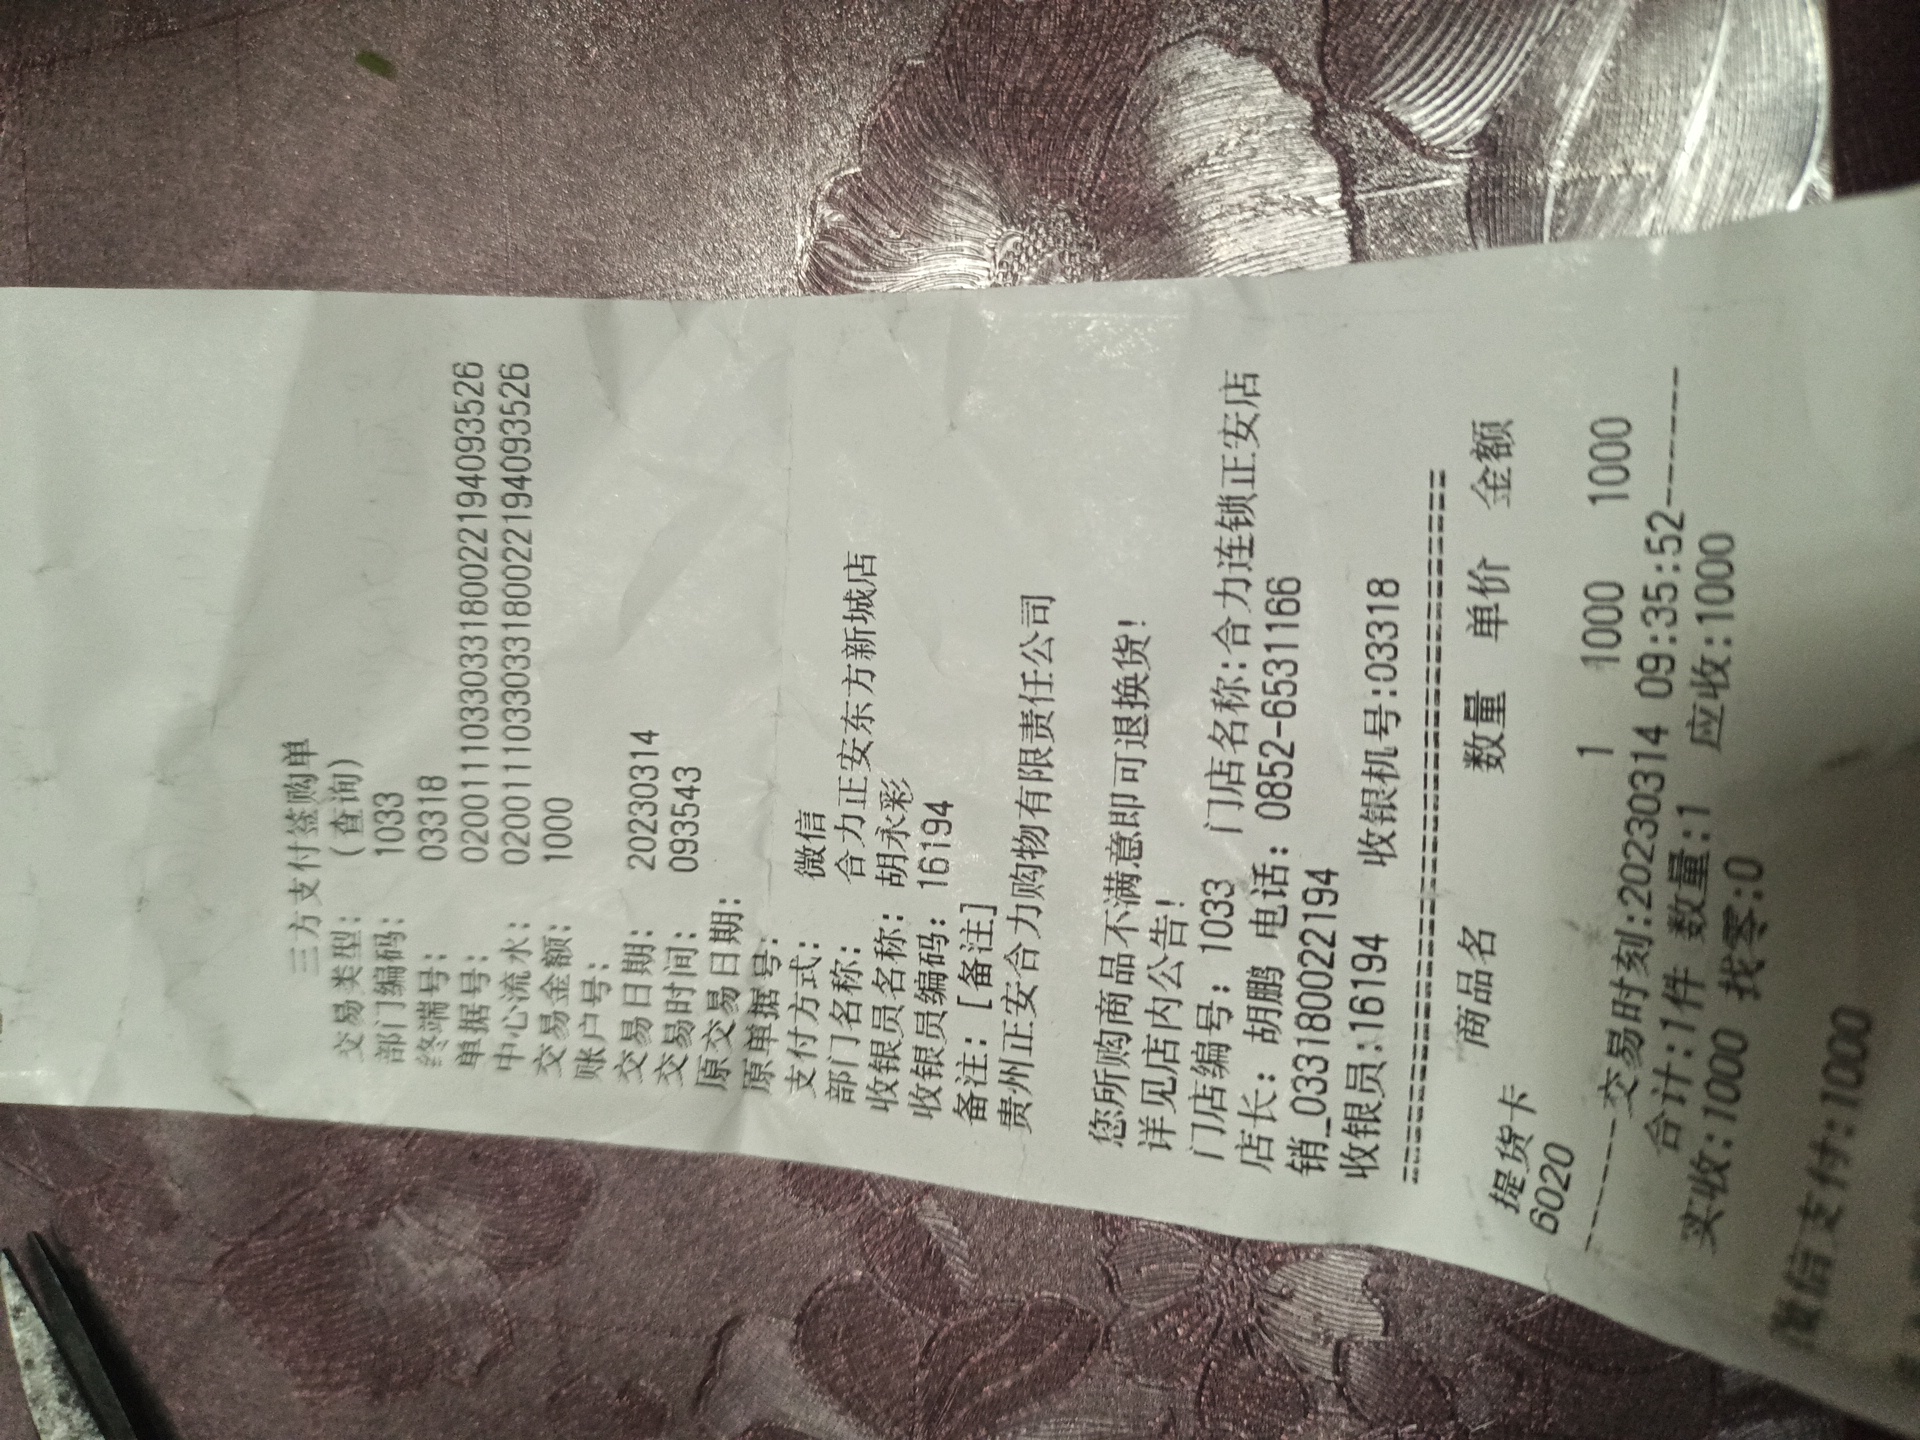 三方支付签购单
交易类型: (查询)
部门编码: 1033
终端号: 03318
单据号: 020011103303318002219409​3526
中心流水: 0200111033033180022194093526
交易金额: 1000
账户号:
交易日期: 20230314
交易时间: 093543
原交易日期:
原单据号:
支付方式: 微信
部门名称: 合力正安东方新城店
收银员名称: 胡永彩
收银员编码: 16194
备注: [备注]
贵州正安合力购物有限责任公司
您所购商品不满意即可退换货!
详见店内公告!
门店编号: 1033 门店名称:合力连锁正安店
店长: 胡鹏 电话: 0852-6531166
销_03318002​2194
收银员:16194 收银机号:03318
商品名 数量 单价 金额
提货卡
6020 1 1000 1000
交易时刻:20230314 09:35:52
合计:1件 数量:1 应收:1000
实收:1000 找零:0
微信支付:1000